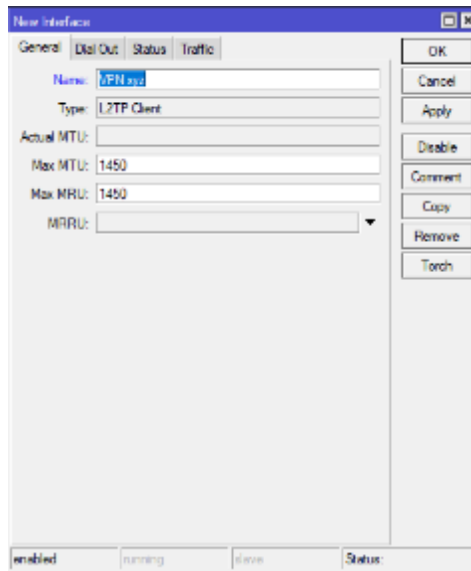 New Interface
General Dial Out Status Traffic
OK
Name: VPN xyz
Cancel
Type: L2TP Client
Apply
Actual MTU:
Disable
Max MTU: 1450
Comment
Max MRU: 1450
Copy
MRRU:
Remove
Torch
enabled running slave Status: